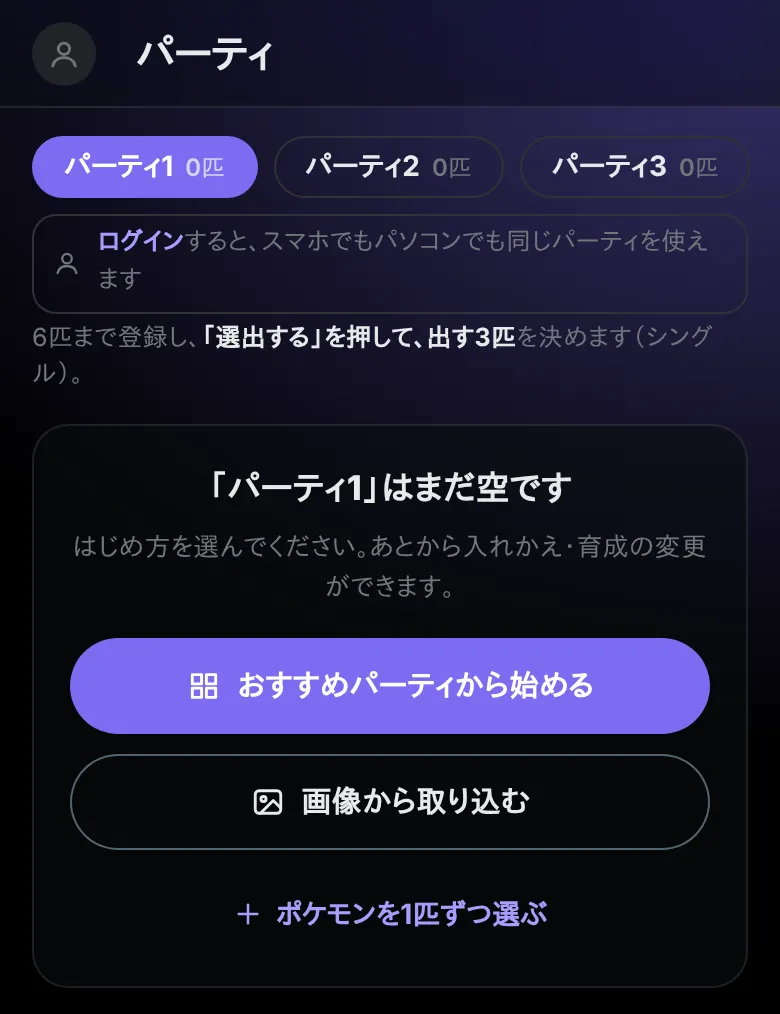 パーティ
パーティ1 0匹 パーティ2 0匹 パーティ3 0匹
ログインすると、スマホでもパソコンでも同じパーティを使え
ます
6匹まで登録し、「選出する」を押して、出す3匹を決めます(シング
ル)。
「パーティ1」はまだ空です
はじめ方を選んでください。あとから入れかえ・育成の変更
ができます。
おすすめパーティから始める
画像から取り込む
+ ポケモンを1匹ずつ選ぶ